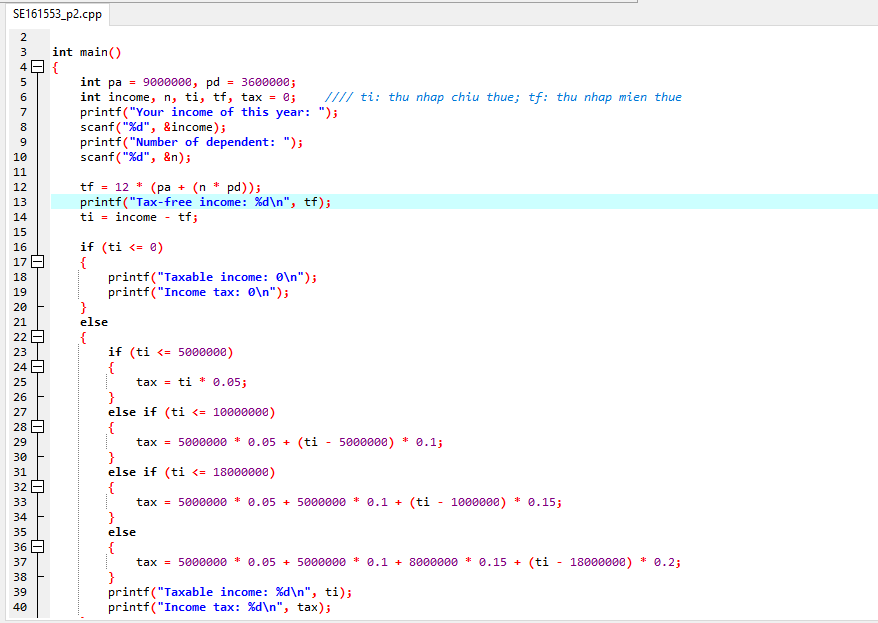 SE161553_p2.cpp
2
3 int main()
4 {
5 int pa = 9000000, pd = 3600000;
6 int income, n, ti, tf, tax = 0; //// ti: thu nhap chiu thue; tf: thu nhap mien thue
7 printf("Your income of this year: ");
8 scanf("%d", &income);
9 printf("Number of dependent: ");
10 scanf("%d", &n);
11
12 tf = 12 * (pa + (n * pd));
13 printf("Tax-free income: %d\n", tf);
14 ti = income - tf;
15
16 if (ti <= 0)
17 {
18 printf("Taxable income: 0\n");
19 printf("Income tax: 0\n");
20 }
21 else
22 {
23 if (ti <= 5000000)
24 {
25 tax = ti * 0.05;
26 }
27 else if (ti <= 10000000)
28 {
29 tax = 5000000 * 0.05 + (ti - 5000000) * 0.1;
30 }
31 else if (ti <= 18000000)
32 {
33 tax = 5000000 * 0.05 + 5000000 * 0.1 + (ti - 1000000) * 0.15;
34 }
35 else
36 {
37 tax = 5000000 * 0.05 + 5000000 * 0.1 + 8000000 * 0.15 + (ti - 18000000) * 0.2;
38 }
39 printf("Taxable income: %d\n", ti);
40 printf("Income tax: %d\n", tax);